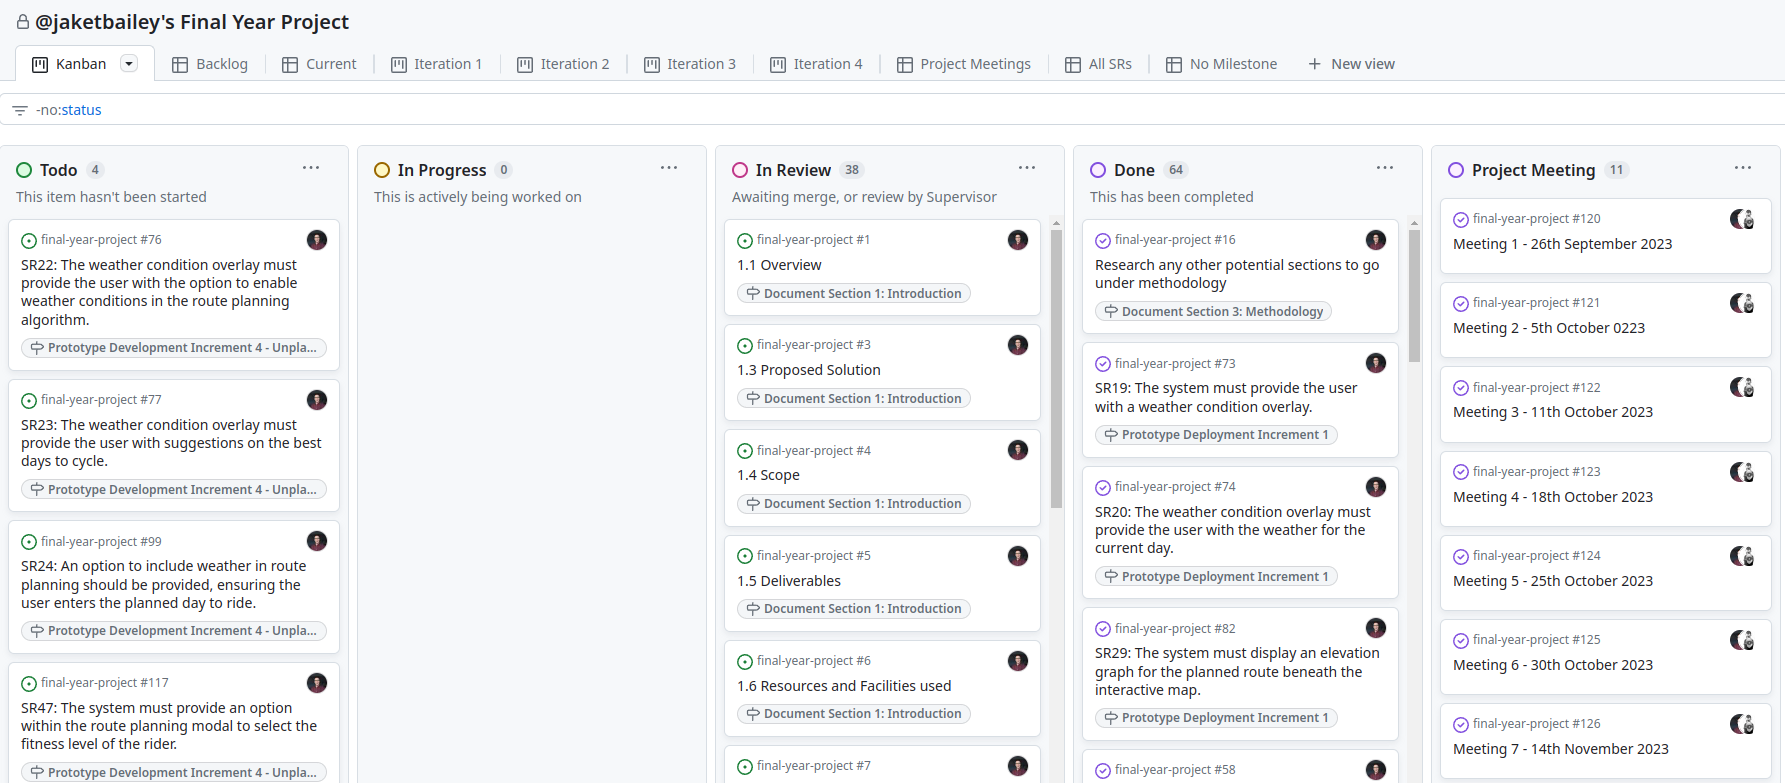 @jaketbailey's Final Year Project
Kanban
Backlog
Current
Iteration 1
Iteration 2
Iteration 3
Iteration 4
Project Meetings
All SRs
No Milestone
New view
-no:status
Todo 4
This item hasn't been started
final-year-project #76
SR22: The weather condition overlay must
provide the user with the option to enable
weather conditions in the route planning
algorithm.
Prototype Development Increment 4 - Unpla...
final-year-project #77
SR23: The weather condition overlay must
provide the user with suggestions on the best
days to cycle.
Prototype Development Increment 4 - Unpla...
final-year-project #99
SR24: An option to include weather in route
planning should be provided, ensuring the
user enters the planned day to ride.
Prototype Development Increment 4 - Unpla...
final-year-project #117
SR47: The system must provide an option
within the route planning modal to select the
fitness level of the rider.
Prototype Development Increment 4 - Unpla...
In Progress 0
This is actively being worked on
In Review 38
Awaiting merge, or review by Supervisor
final-year-project #1
1.1 Overview
Document Section 1: Introduction
final-year-project #3
1.3 Proposed Solution
Document Section 1: Introduction
final-year-project #4
1.4 Scope
Document Section 1: Introduction
final-year-project #5
1.5 Deliverables
Document Section 1: Introduction
final-year-project #6
1.6 Resources and Facilities used
Document Section 1: Introduction
final-year-project #7
Done 64
This has been completed
final-year-project #16
Research any other potential sections to go
under methodology
Document Section 3: Methodology
final-year-project #73
SR19: The system must provide the user
with a weather condition overlay.
Prototype Deployment Increment 1
final-year-project #74
SR20: The weather condition overlay must
provide the user with the weather for the
current day.
Prototype Deployment Increment 1
final-year-project #82
SR29: The system must display an elevation
graph for the planned route beneath the
interactive map.
Prototype Deployment Increment 1
final-year-project #58
Project Meeting 11
final-year-project #120
Meeting 1 - 26th September 2023
final-year-project #121
Meeting 2 - 5th October 0223
final-year-project #122
Meeting 3 - 11th October 2023
final-year-project #123
Meeting 4 - 18th October 2023
final-year-project #124
Meeting 5 - 25th October 2023
final-year-project #125
Meeting 6 - 30th October 2023
final-year-project #126
Meeting 7 - 14th November 2023